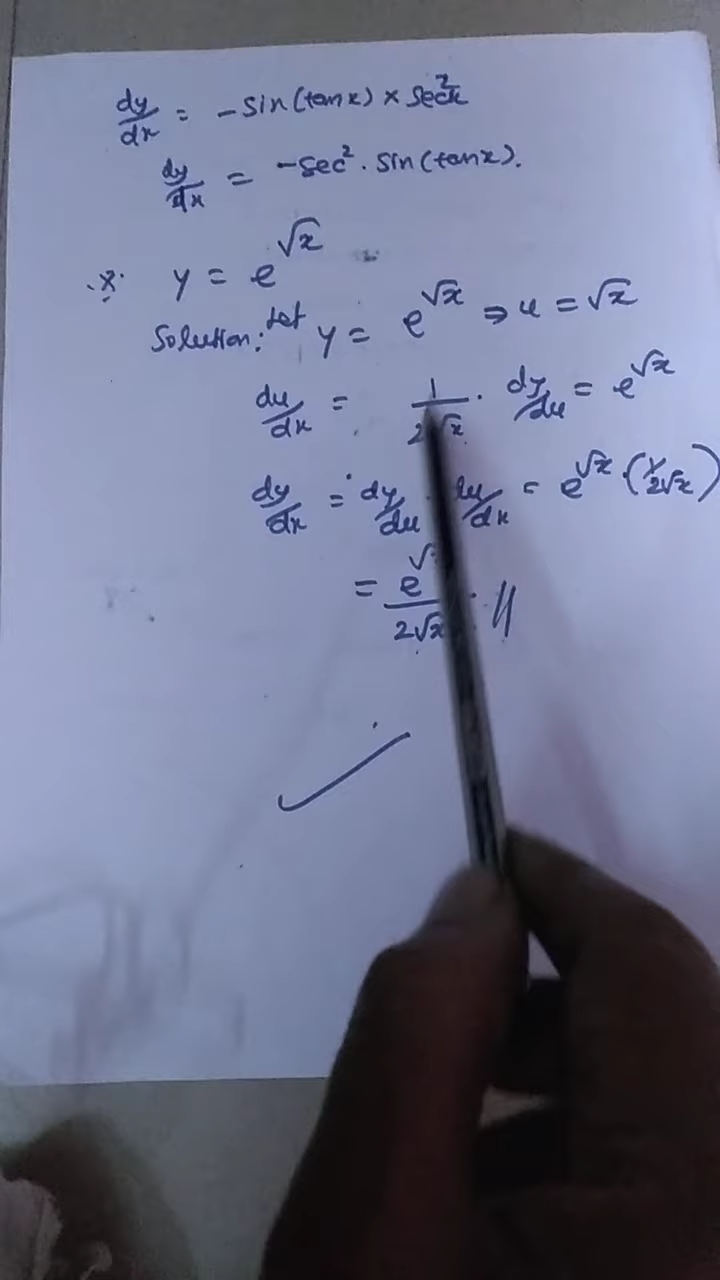 dy/dx = -sin(tanx) × sec²x
dy/dx = -sec² . sin(tanx).
y = e^√x
Solution: Let y = e^√x ⇒ u = √x
du/dx = 1/2√x . dy/du = e^√x
dy/dx = dy/du . du/dx = e^√x . (1/2√x)
= e^√x/2√x .